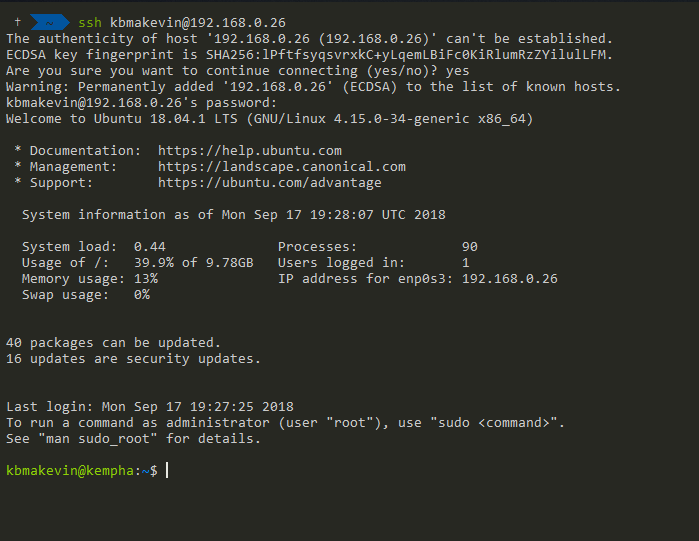 † ~ ssh kbmakevin@192.168.0.26
The authenticity of host '192.168.0.26 (192.168.0.26)' can't be established.
ECDSA key fingerprint is SHA256:lPftfsyqsvrxkC+yLqemLBiFc0KiRlumRzZYilulLFM.
Are you sure you want to continue connecting (yes/no)? yes
Warning: Permanently added '192.168.0.26' (ECDSA) to the list of known hosts.
kbmakevin@192.168.0.26's password:
Welcome to Ubuntu 18.04.1 LTS (GNU/Linux 4.15.0-34-generic x86_64)
* Documentation: https://help.ubuntu.com
* Management: https://landscape.canonical.com
* Support: https://ubuntu.com/advantage
System information as of Mon Sep 17 19:28:07 UTC 2018
System load: 0.44 Processes: 90
Usage of /: 39.9% of 9.78GB Users logged in: 1
Memory usage: 13% IP address for enp0s3: 192.168.0.26
Swap usage: 0%
40 packages can be updated.
16 updates are security updates.
Last login: Mon Sep 17 19:27:25 2018
To run a command as administrator (user "root"), use "sudo <command>".
See "man sudo_root" for details.
kbmakevin@kempha:~$